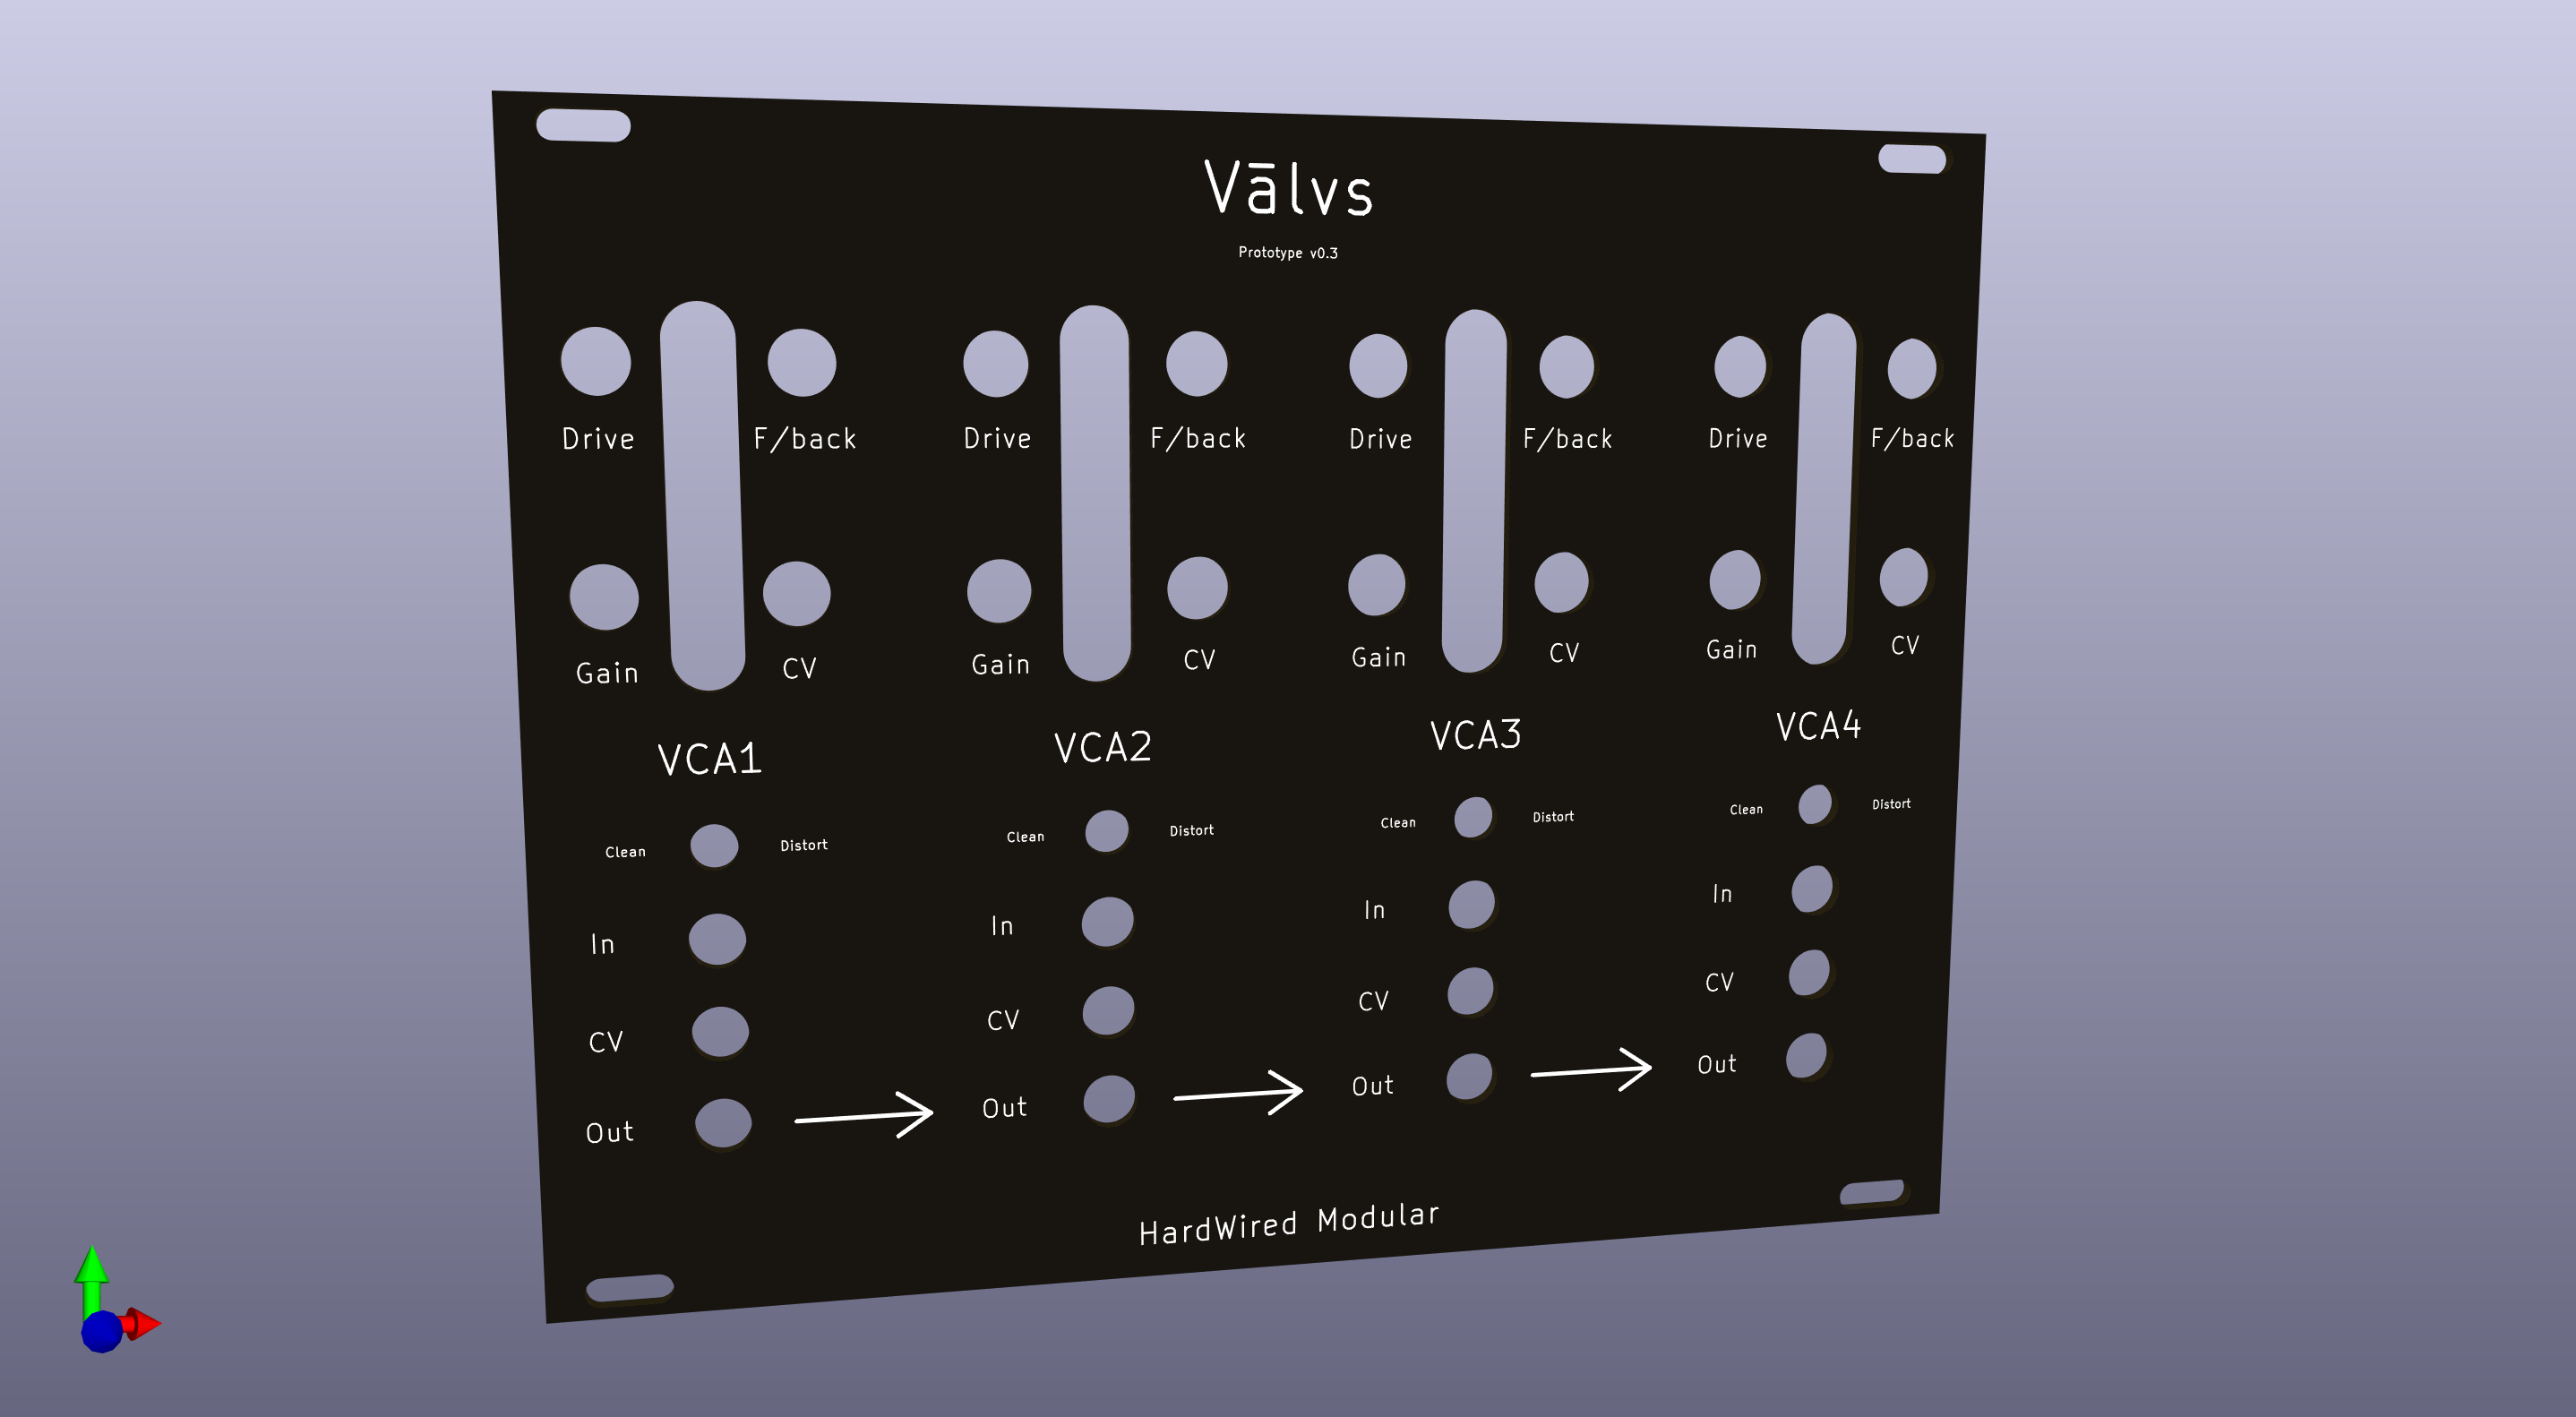 Vālvs
Prototype v0.3
Drive F/back Drive F/back Drive F/back Drive F/back
Gain CV Gain CV Gain CV Gain CV
VCA1 VCA2 VCA3 VCA4
Clean Distort Clean Distort Clean Distort Clean Distort
In In In In
CV CV CV CV
Out Out Out Out
HardWired Modular